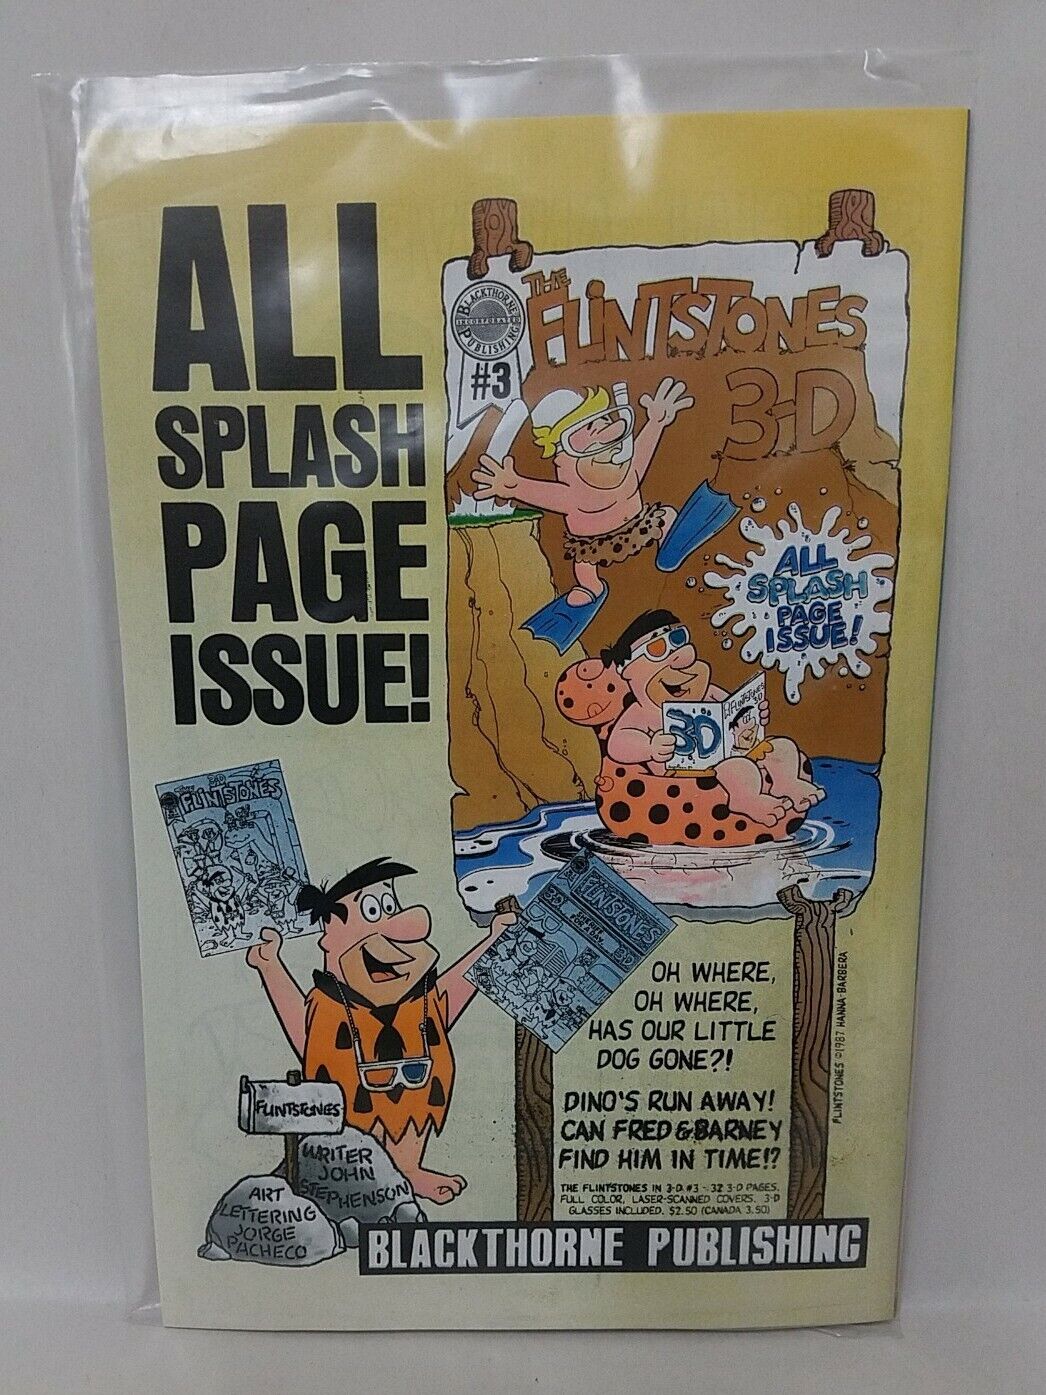 ALL
SPLASH
PAGE
ISSUE!
BLACKTHORNE
INCORPORATED
PUBLISHING
#3
THE
FLINTSTONES
3-D
ALL
SPLASH
PAGE
ISSUE!
3D
FLINTSTONES
FLINTSTONES
FLINTSTONES
OH WHERE,
OH WHERE,
HAS OUR LITTLE
DOG GONE?!
DINO'S RUN AWAY!
CAN FRED & BARNEY
FIND HIM IN TIME!?
THE FLINTSTONES IN 3-D #3 - 32 3-D PAGES,
FULL COLOR, LASER-SCANNED COVERS. 3-D
GLASSES INCLUDED. $2.50 (CANADA 3.50)
FLINTSTONES ©1987 HANNA-BARBERA
FLINTSTONES
WRITER
JOHN
STEPHENSON
ART
LETTERING
JORGE
PACHECO
BLACKTHORNE PUBLISHING